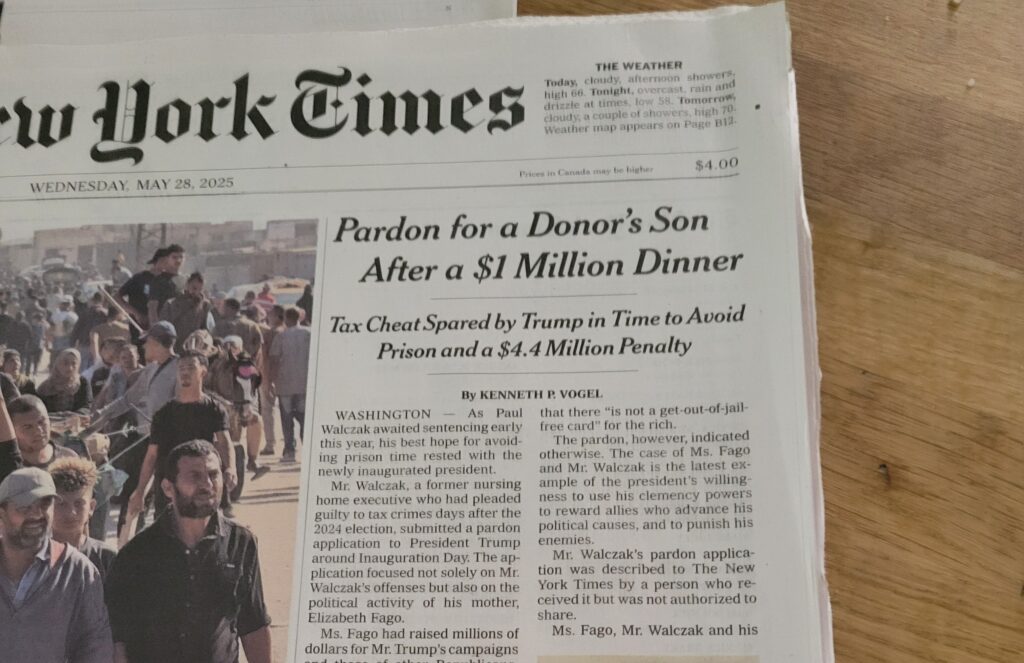 ew York Times
THE WEATHER
Today, cloudy, afternoon showers,
high 66. Tonight, overcast, rain and
drizzle at times, low 58. Tomorrow,
cloudy, a couple of showers, high 70.
Weather map appears on Page B12.
WEDNESDAY, MAY 28, 2025
Prices in Canada may be higher
$4.00
Pardon for a Donor’s Son
After a $1 Million Dinner
Tax Cheat Spared by Trump in Time to Avoid
Prison and a $4.4 Million Penalty
By KENNETH P. VOGEL
WASHINGTON — As Paul
Walczak awaited sentencing early
this year, his best hope for avoid-
ing prison time rested with the
newly inaugurated president.
Mr. Walczak, a former nursing
home executive who had pleaded
guilty to tax crimes days after the
2024 election, submitted a pardon
application to President Trump
around Inauguration Day. The ap-
plication focused not solely on Mr.
Walczak’s offenses but also on the
political activity of his mother,
Elizabeth Fago.
Ms. Fago had raised millions of
dollars for Mr. Trump’s campaigns
and those of other Republicans,
that there “is not a get-out-of-jail-
free card” for the rich.
The pardon, however, indicated
otherwise. The case of Ms. Fago
and Mr. Walczak is the latest ex-
ample of the president’s willing-
ness to use his clemency powers
to reward allies who advance his
political causes, and to punish his
enemies.
Mr. Walczak’s pardon applica-
tion was described to The New
York Times by a person who re-
ceived it but was not authorized to
share.
Ms. Fago, Mr. Walczak and his